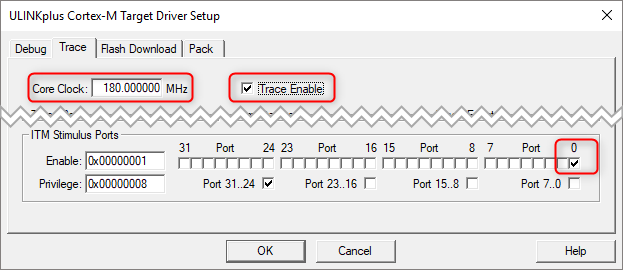 ULINKplus Cortex-M Target Driver Setup
Debug Trace Flash Download Pack
Core Clock: 180.000000 MHz Trace Enable
ITM Stimulus Ports
31 Port 24 23 Port 16 15 Port 8 7 Port 0
Enable: 0x00000001
Privilege: 0x00000008 Port 31..24 Port 23..16 Port 15..8 Port 7..0
OK Cancel Help